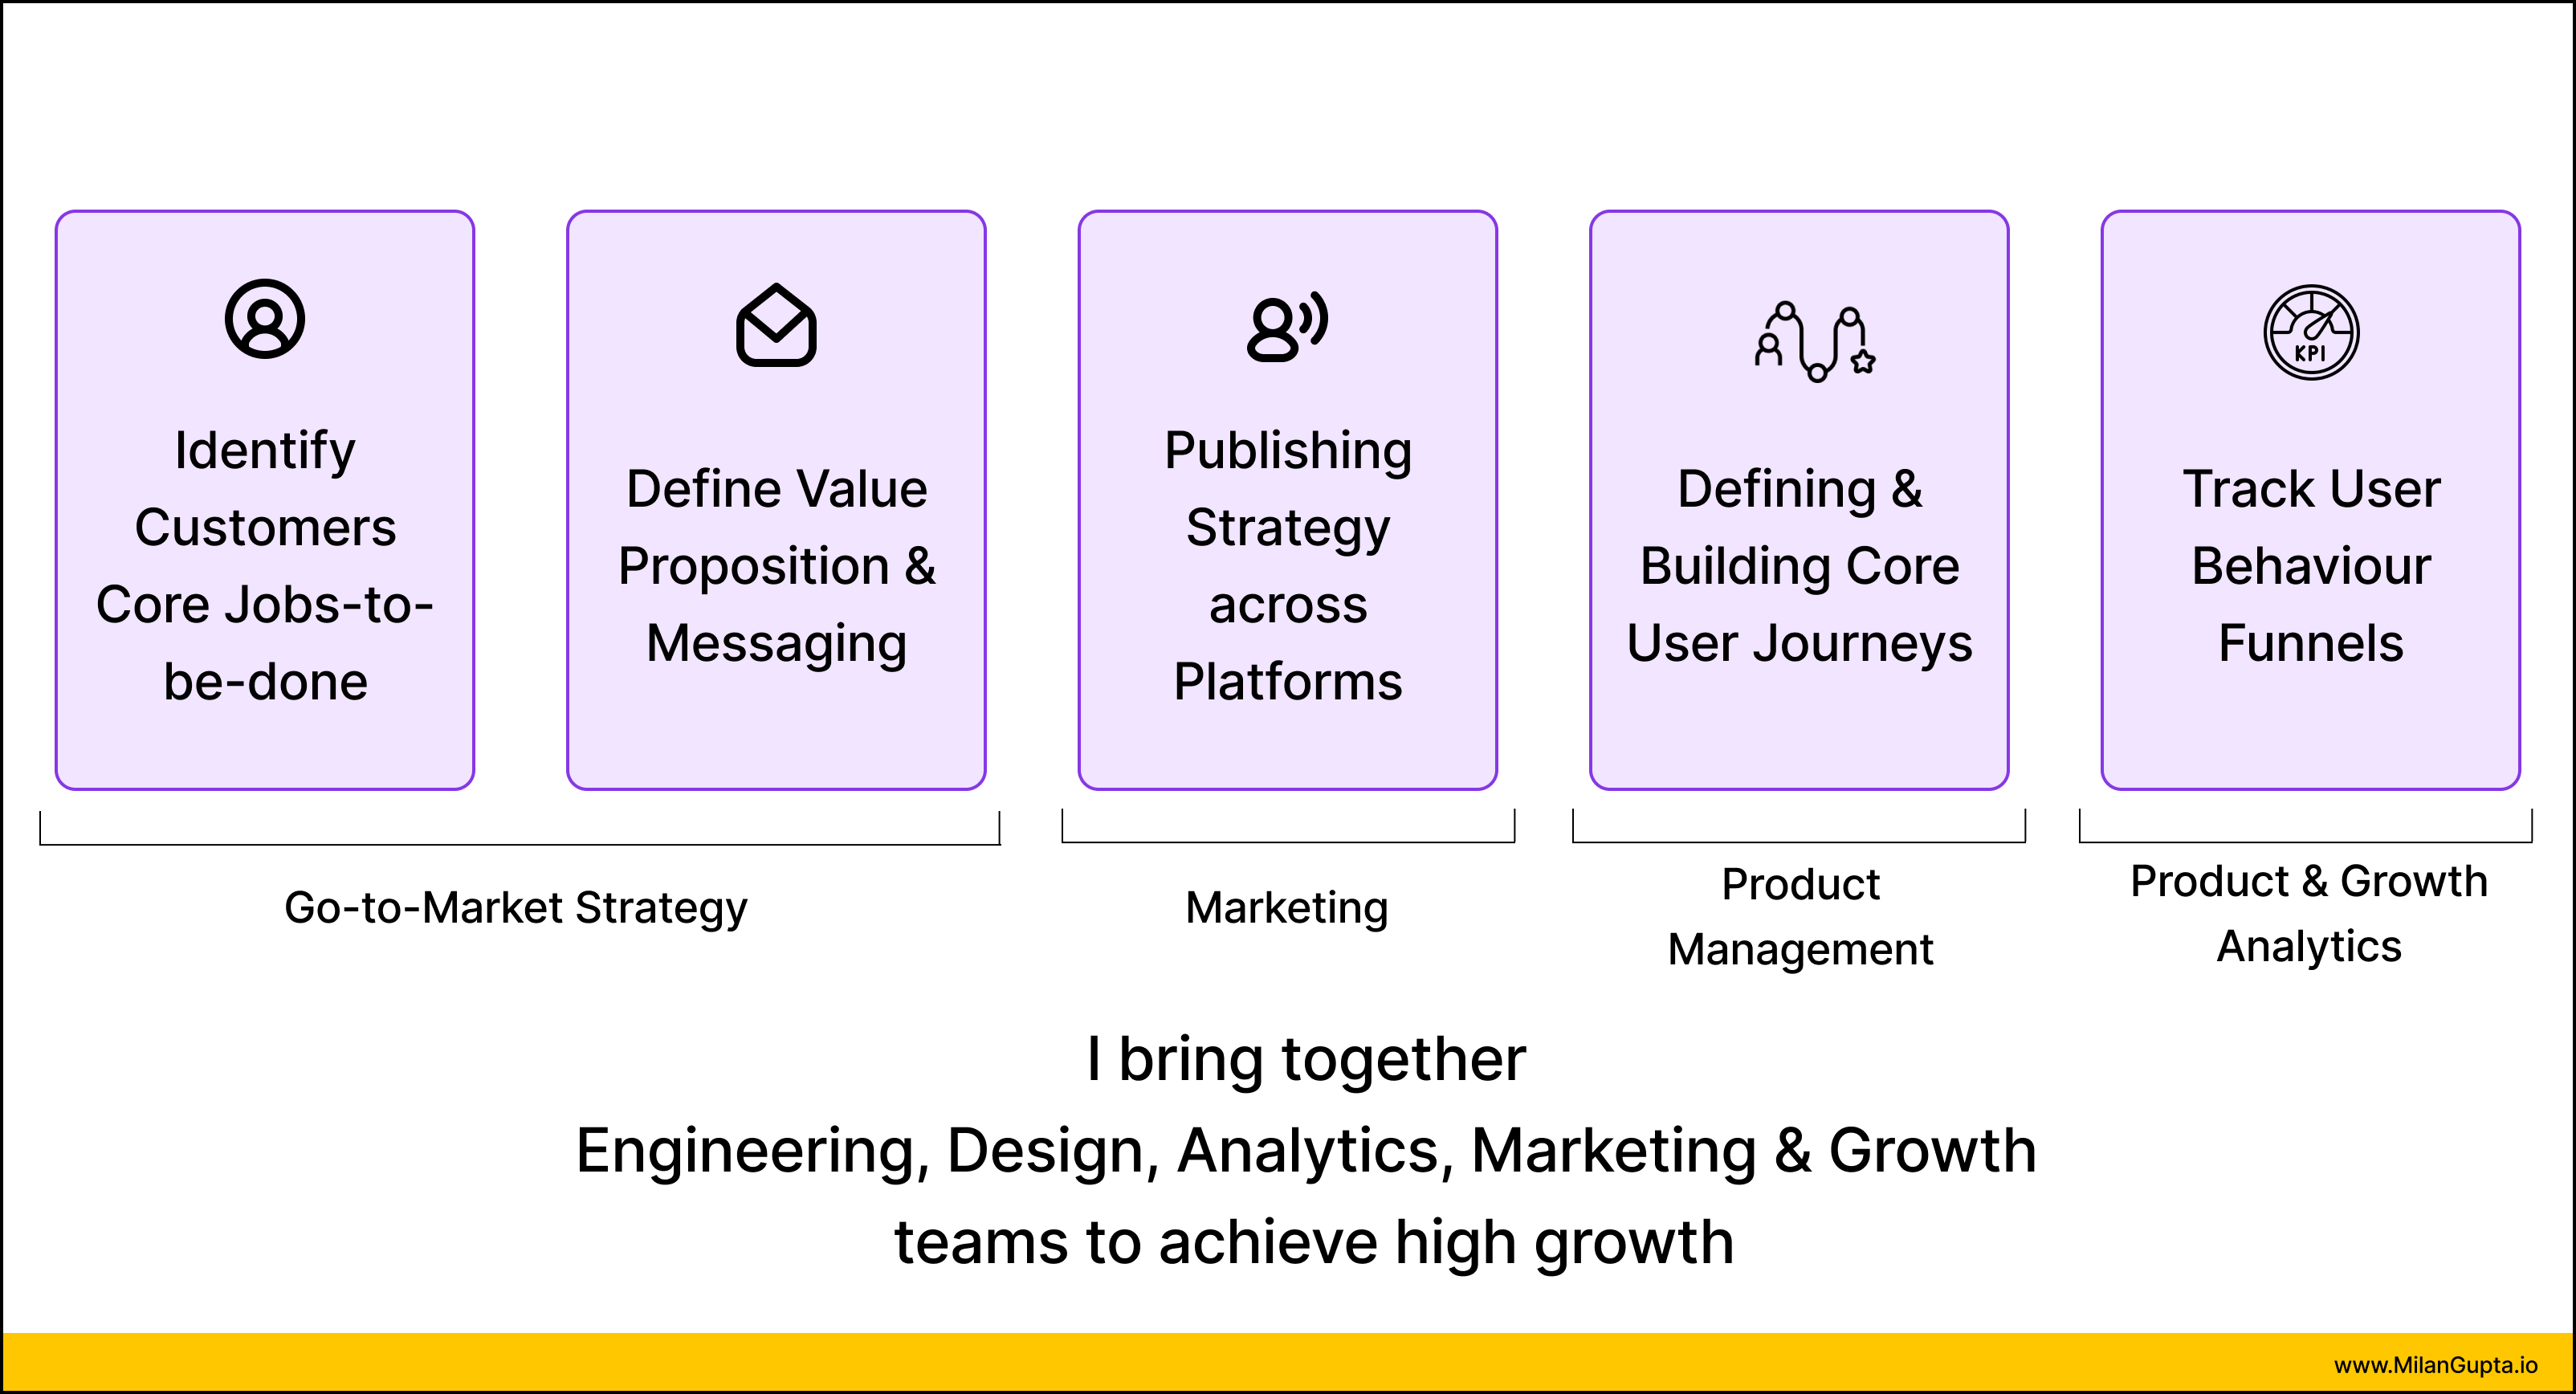 Identify
Customers
Core Jobs-to-
be-done
Define Value
Proposition &
Messaging
Publishing
Strategy
across
Platforms
Defining &
Building Core
User Journeys
KPI
Track User
Behaviour
Funnels
Go-to-Market Strategy
Marketing
Product
Management
Product & Growth
Analytics
I bring together
Engineering, Design, Analytics, Marketing & Growth
teams to achieve high growth
www.MilanGupta.io